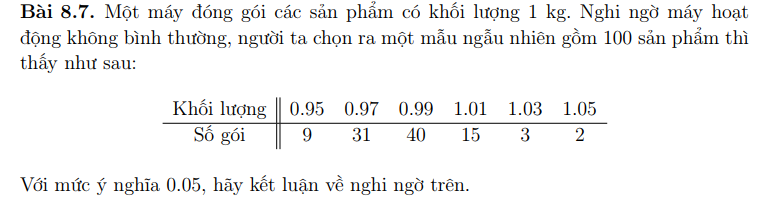 Bài 8.7. Một máy đóng gói các sản phẩm có khối lượng 1 kg. Nghi ngờ máy hoạt
động không bình thường, người ta chọn ra một mẫu ngẫu nhiên gồm 100 sản phẩm thì
thấy như sau:
Khối lượng 0.95 0.97 0.99 1.01 1.03 1.05
Số gói 9 31 40 15 3 2
Với mức ý nghĩa 0.05, hãy kết luận về nghi ngờ trên.